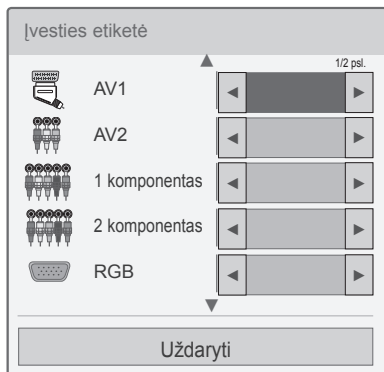 Įvesties etiketė
1/2 psl.
AV1
AV2
1 komponentas
2 komponentas
RGB
Uždaryti